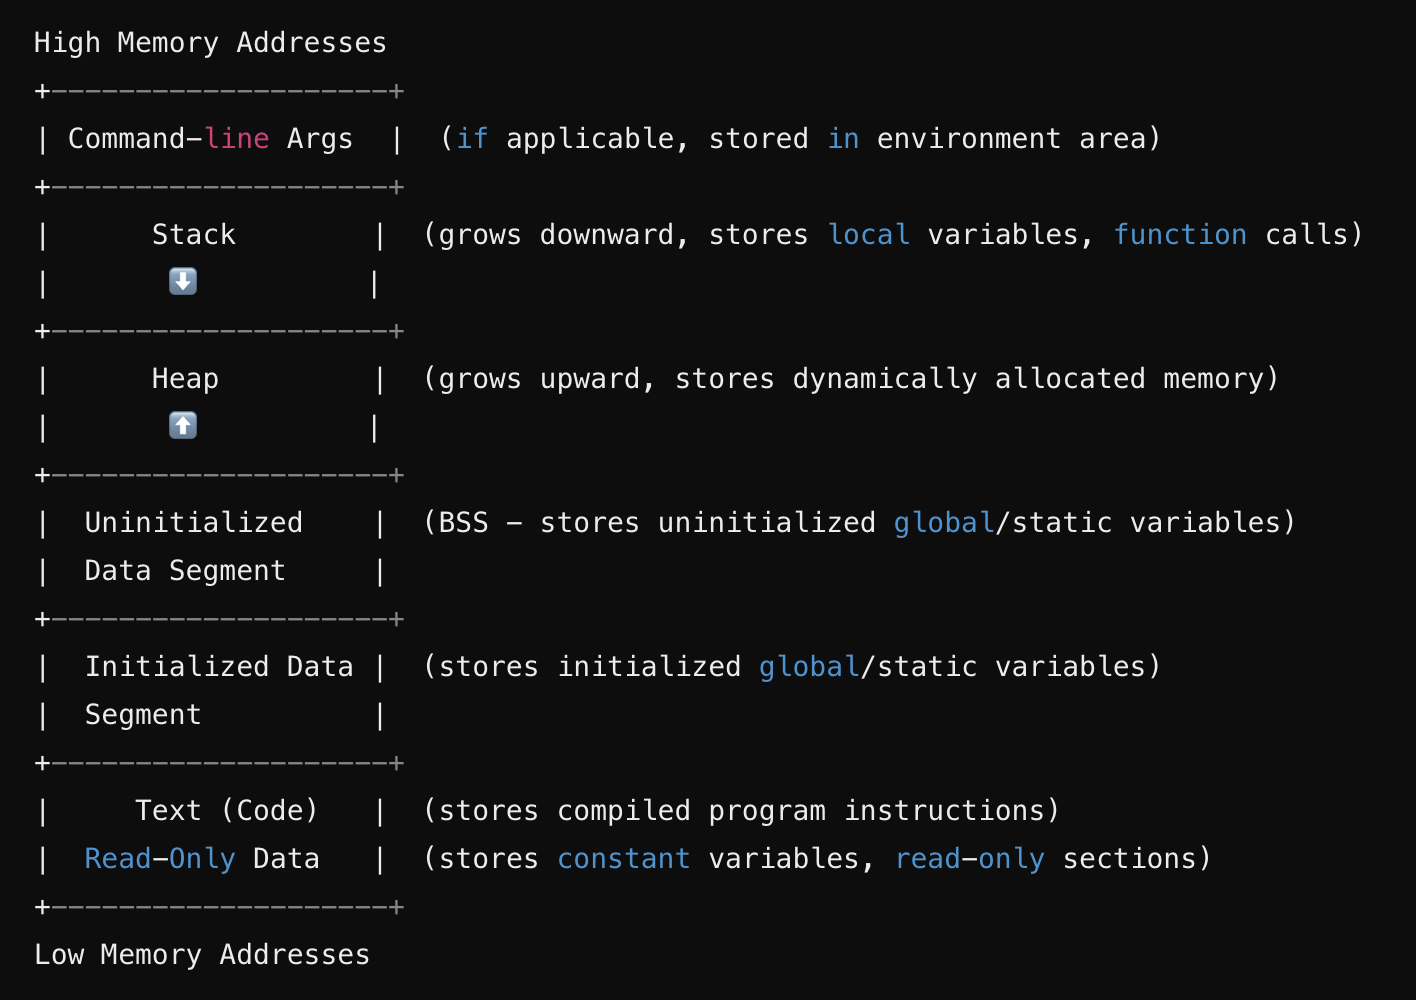 High Memory Addresses
+--------------------+
| Command-line Args  |  (if applicable, stored in environment area)
+--------------------+
|      Stack        |  (grows downward, stores local variables, function calls)
|       ⬇️          |
+--------------------+
|      Heap         |  (grows upward, stores dynamically allocated memory)
|       ⬆️          |
+--------------------+
|  Uninitialized    |  (BSS - stores uninitialized global/static variables)
|  Data Segment     |
+--------------------+
|  Initialized Data |  (stores initialized global/static variables)
|  Segment          |
+--------------------+
|     Text (Code)   |  (stores compiled program instructions)
|  Read-Only Data   |  (stores constant variables, read-only sections)
+--------------------+
Low Memory Addresses